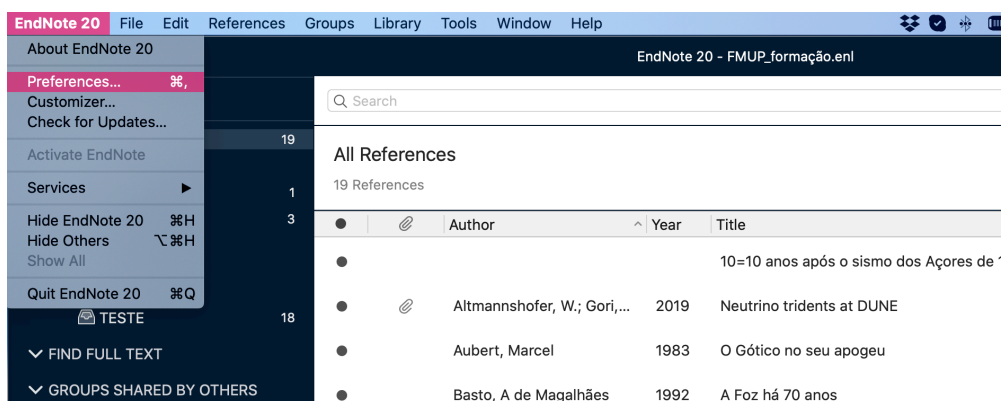 EndNote 20 File Edit References Groups Library Tools Window Help
EndNote 20 - FMUP_formação.enl
About EndNote 20
Preferences... ⌘,
Customizer...
Check for Updates...
Activate EndNote
Services
Hide EndNote 20 ⌘H
Hide Others ⌥⌘H
Show All
Quit EndNote 20 ⌘Q
19
1
3
TESTE 18
FIND FULL TEXT
GROUPS SHARED BY OTHERS
Search
All References
19 References
Author Year Title
10=10 anos após o sismo dos Açores de
Altmannshofer, W.; Gori,... 2019 Neutrino tridents at DUNE
Aubert, Marcel 1983 O Gótico no seu apogeu
Basto, A de Magalhães 1992 A Foz há 70 anos